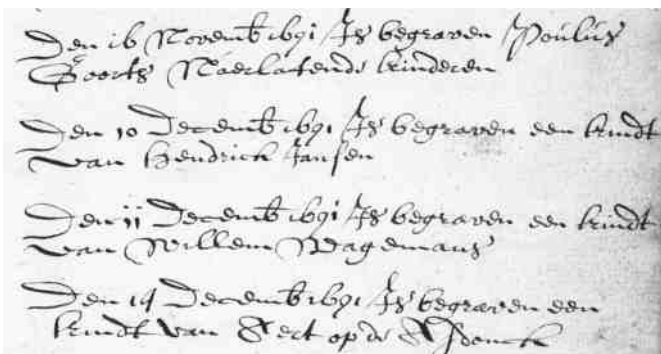 Den 16 Novemb 1691 Is begraven Poulus
Goorts Naerlatende kinderen
Den 10 Decemb 1691 Is begraven een kindt
van Hendrick Jansen
Den 11 Decemb 1691 Is begraven een kindt
van Willem Wagemans
Den 14 Decemb 1691 Is begraven een
kindt van Aert op de